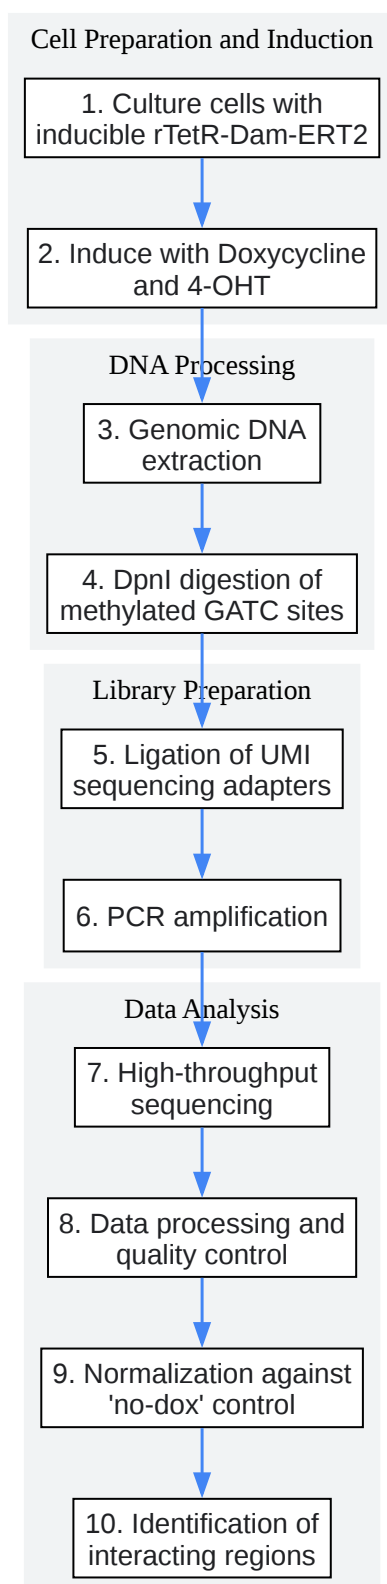 Cell Preparation and Induction
1. Culture cells with
inducible rTetR-Dam-ERT2
2. Induce with Doxycycline
and 4-OHT
DNA Processing
3. Genomic DNA
extraction
4. DpnI digestion of
methylated GATC sites
Library Preparation
5. Ligation of UMI
sequencing adapters
6. PCR amplification
Data Analysis
7. High-throughput
sequencing
8. Data processing and
quality control
9. Normalization against
'no-dox' control
10. Identification of
interacting regions